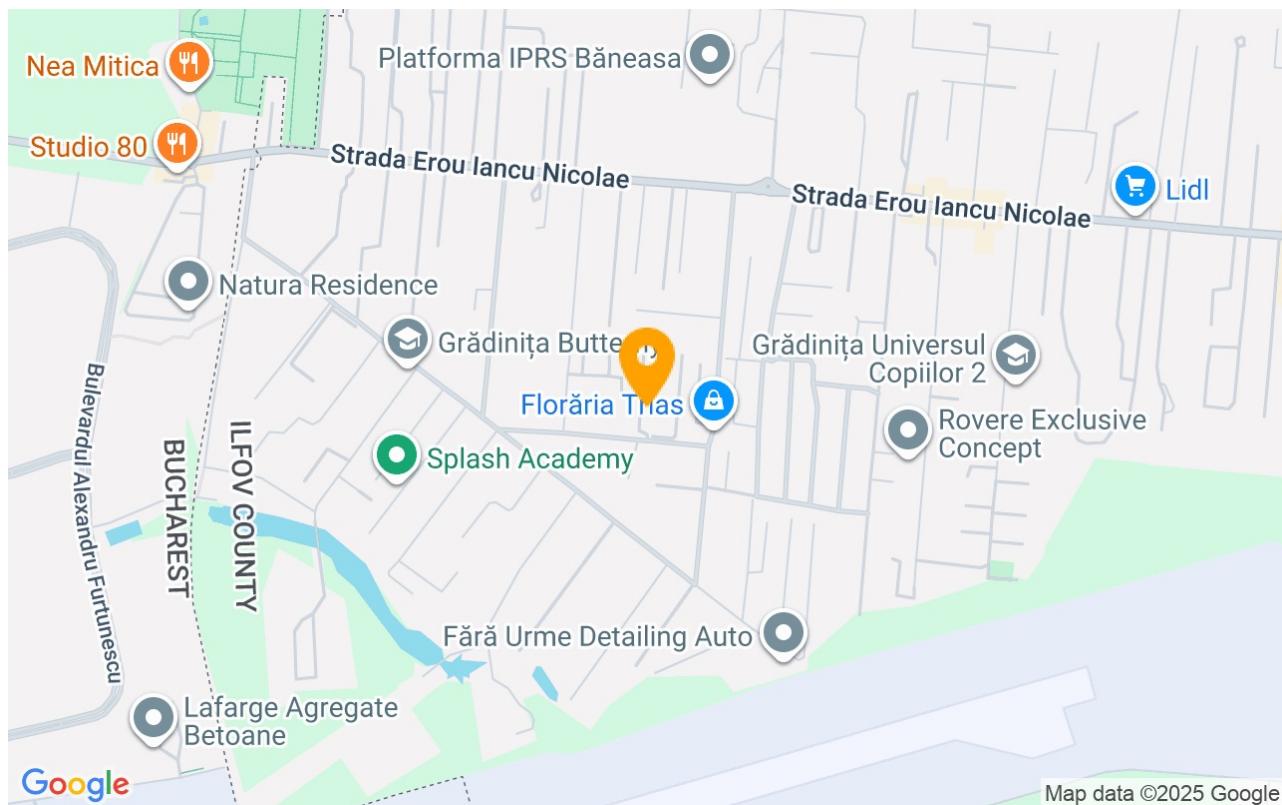 Nea Mitica
Platforma IPRS Băneasa
Studio 80
Strada Erou Iancu Nicolae
Strada Erou Iancu Nicolae
Lidl
Natura Residence
Grădinița
Grădinița Universul
Copiilor 2
Florăria
Rovere Exclusive
Concept
Splash Academy
Bulevardul Alexandru Furtunescu
BUCHAREST
ILFOV COUNTY
Fără Urme Detailing Auto
Lafarge Agregate
Betoane
Google
Map data ©2025 Google